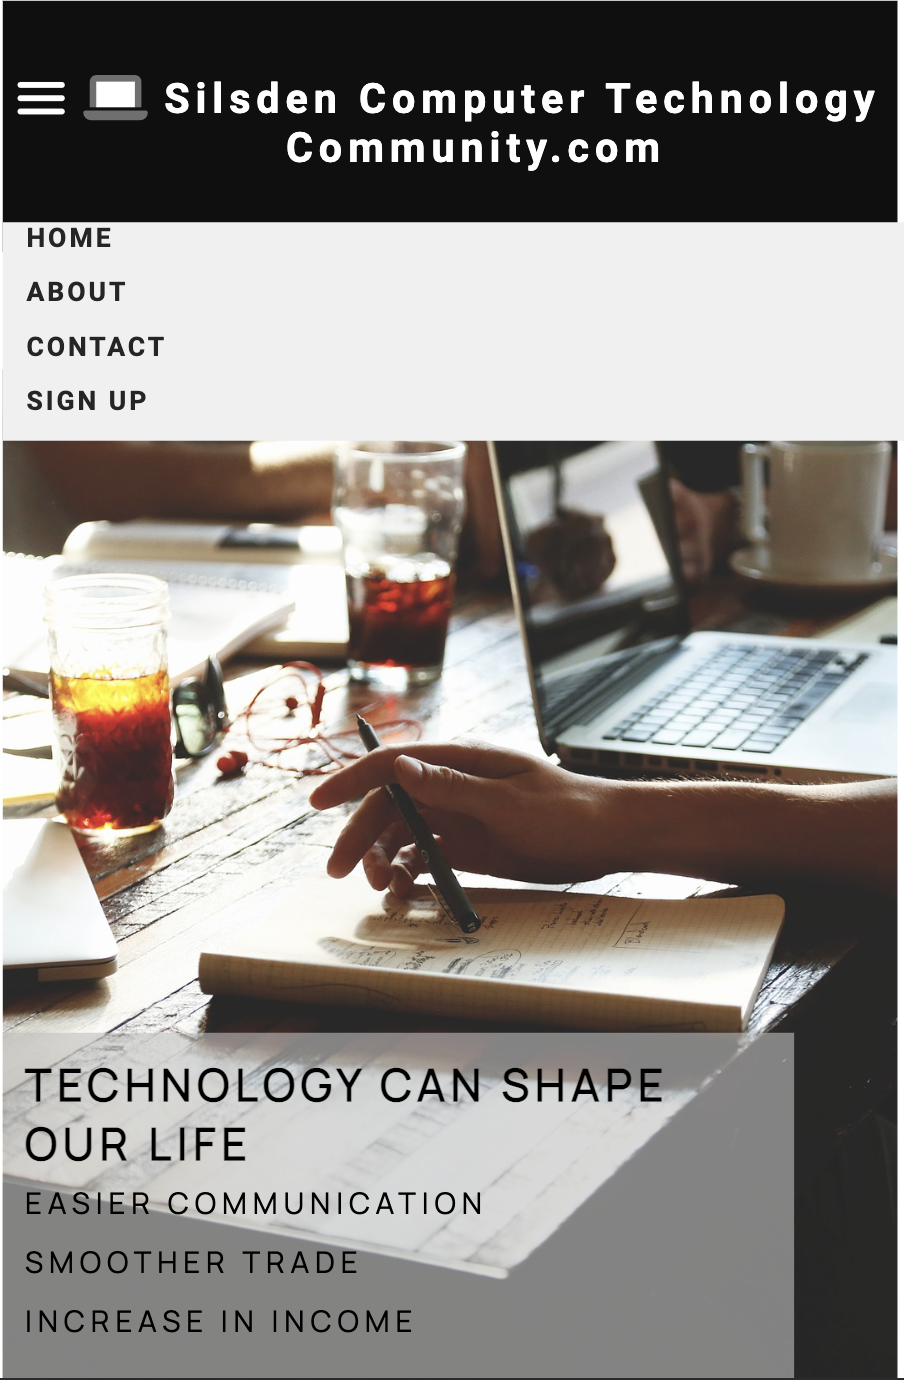 Silsden Computer Technology
Community.com
HOME
ABOUT
CONTACT
SIGN UP
TECHNOLOGY CAN SHAPE
OUR LIFE
EASIER COMMUNICATION
SMOOTHER TRADE
INCREASE IN INCOME